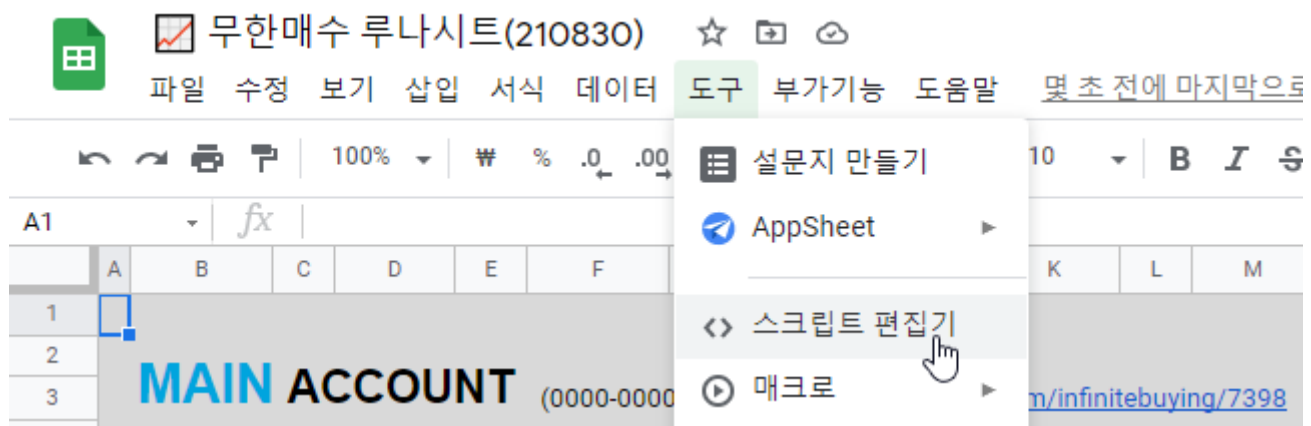 무한매수 루나시트(210830)
파일 수정 보기 삽입 서식 데이터 도구 부가기능 도움말 몇 초 전에 마지막으로
100% ₩ % .0 .00 10 B I S
설문지 만들기
A1 fx
AppSheet
A B C D E F K L M
1
스크립트 편집기
2
MAIN ACCOUNT (0000-0000 m/infinitebuying/7398
3
매크로